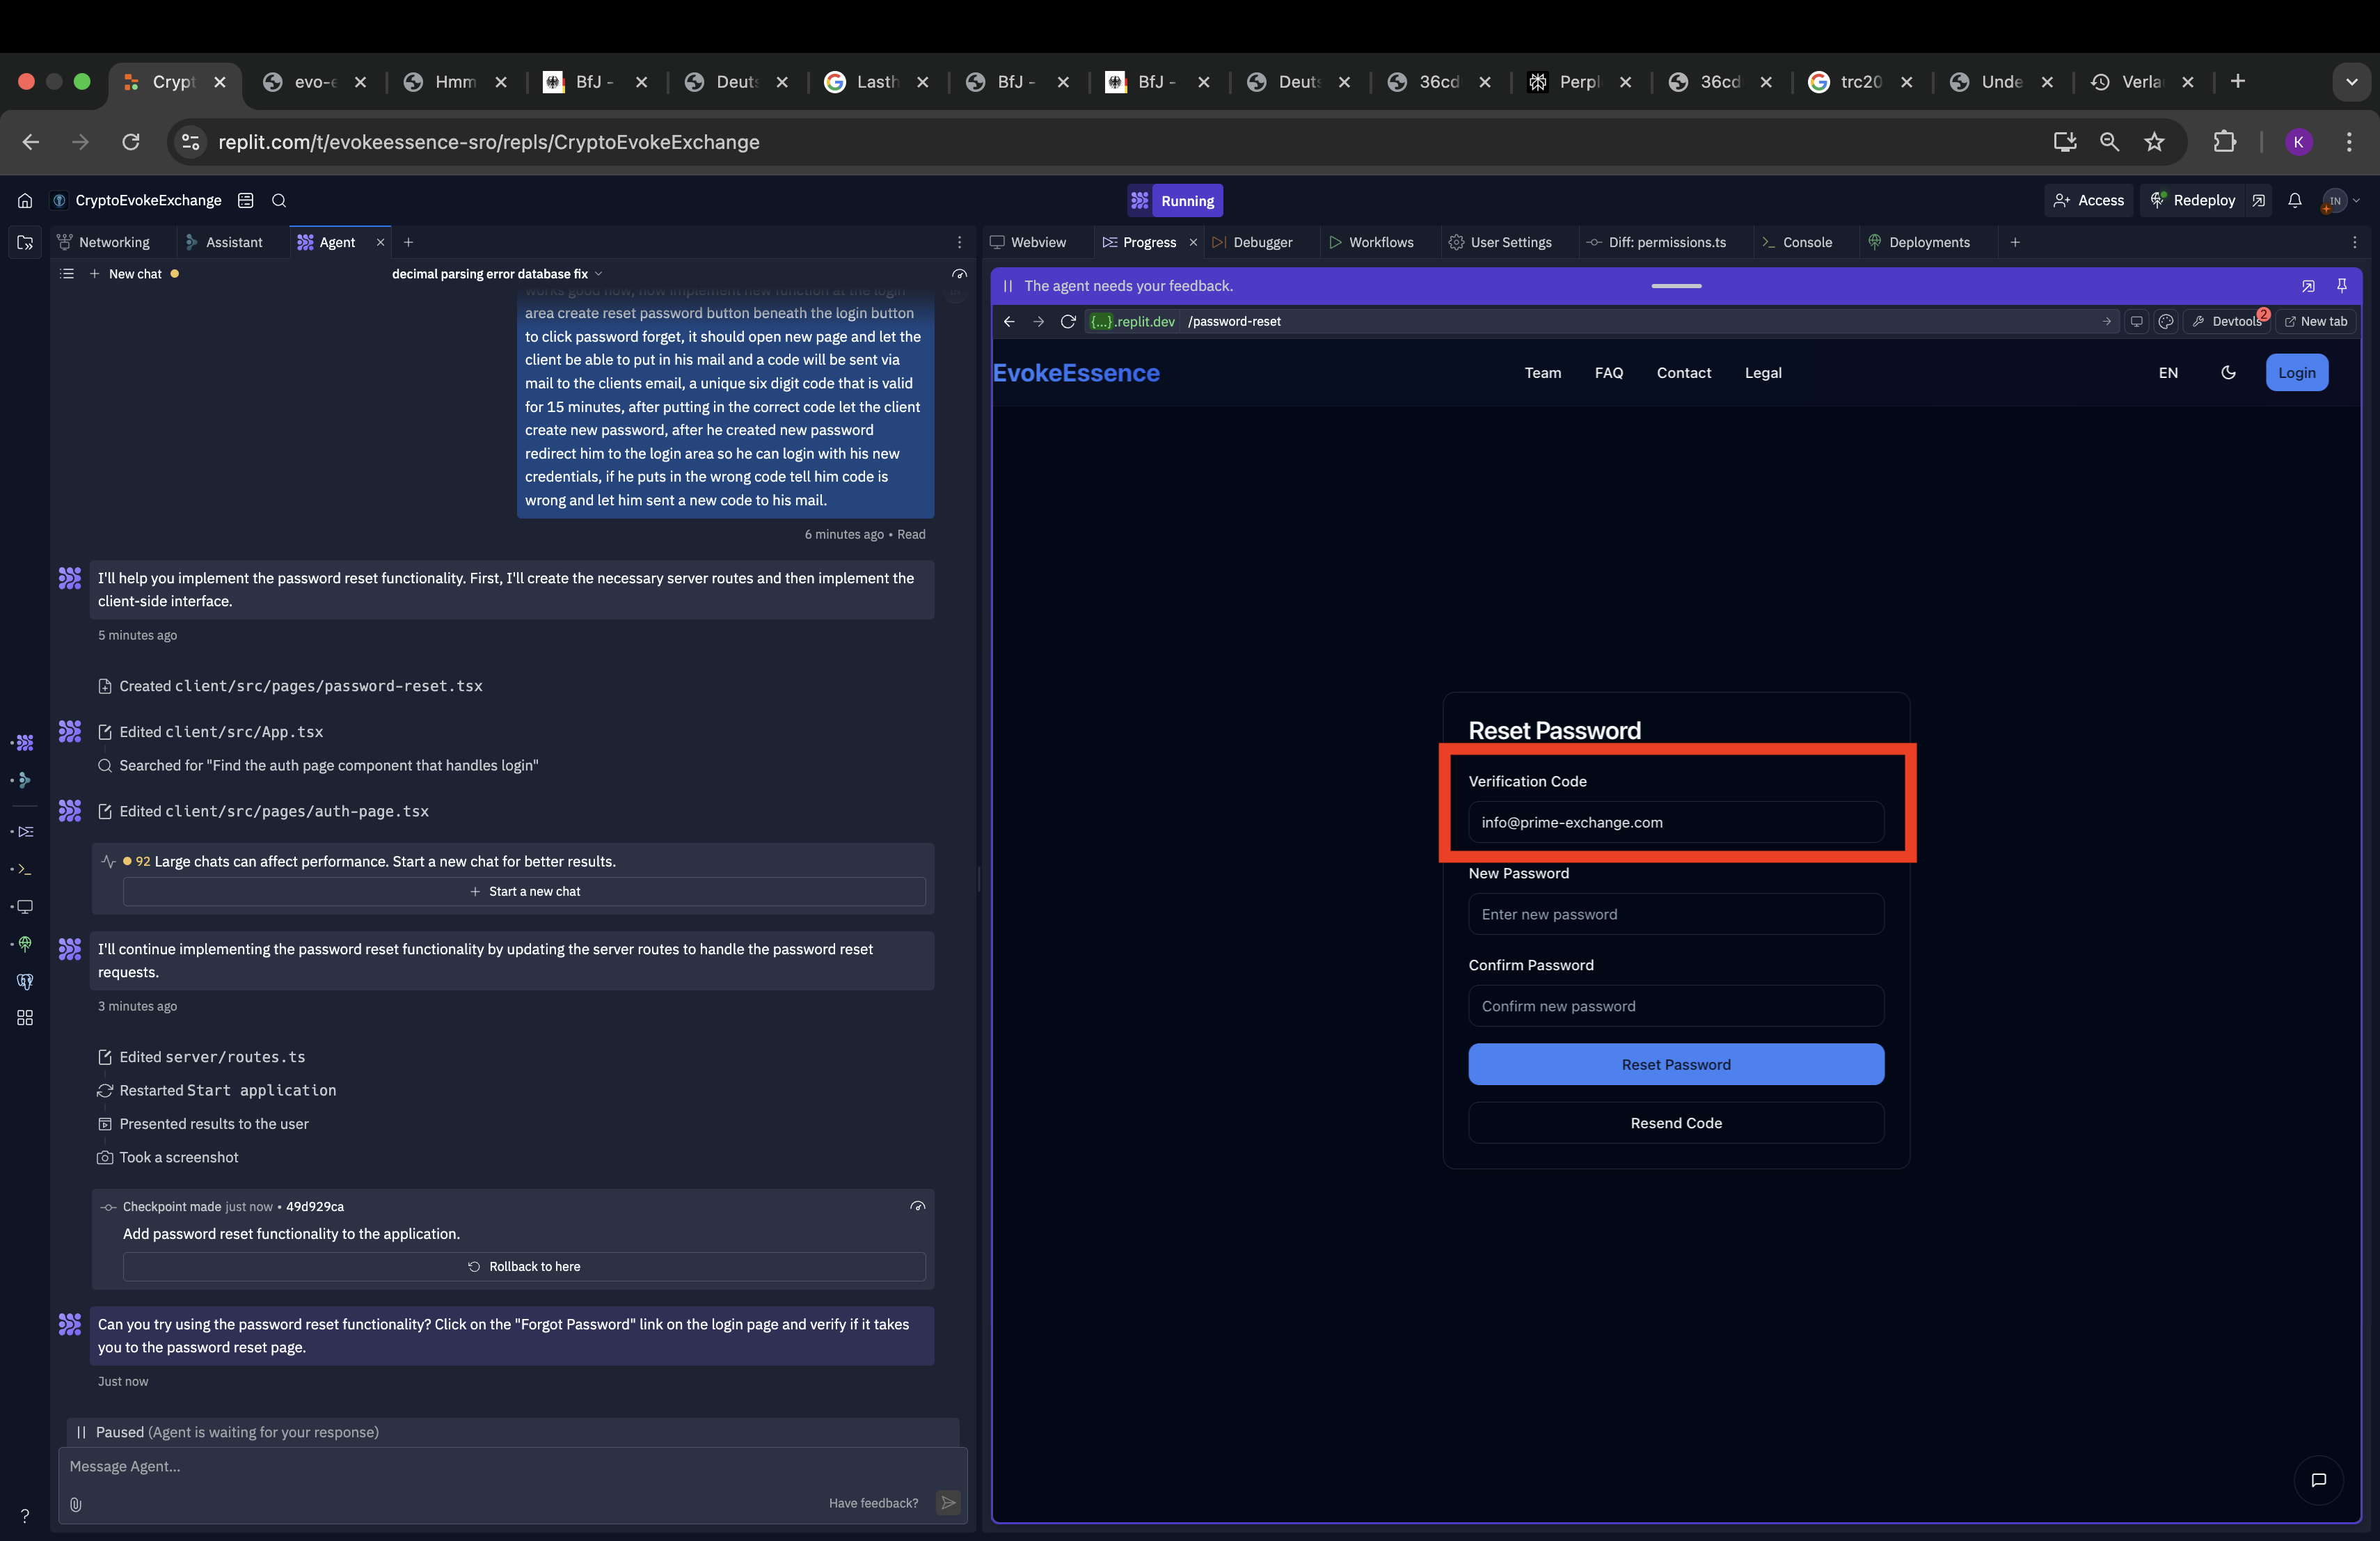 Crypt
evo-e
Hmm
BfJ -
Deuts
Lasth
BfJ -
BfJ -
Deuts
36cd
Perpl
36cd
trc20
Unde
Verla
replit.com/t/evokeessence-sro/repls/CryptoEvokeExchange
K
CryptoEvokeExchange
Running
Access
Redeploy
IN
Networking
Assistant
Agent
New chat
decimal parsing error database fix
works good now, now implement new function at the login
area create reset password button beneath the login button
to click password forget, it should open new page and let the
client be able to put in his mail and a code will be sent via
mail to the clients email, a unique six digit code that is valid
for 15 minutes, after putting in the correct code let the client
create new password, after he created new password
redirect him to the login area so he can login with his new
credentials, if he puts in the wrong code tell him code is
wrong and let him sent a new code to his mail.
6 minutes ago • Read
I'll help you implement the password reset functionality. First, I'll create the necessary server routes and then implement the
client-side interface.
5 minutes ago
Created client/src/pages/password-reset.tsx
Edited client/src/App.tsx
Searched for "Find the auth page component that handles login"
Edited client/src/pages/auth-page.tsx
92 Large chats can affect performance. Start a new chat for better results.
Start a new chat
I'll continue implementing the password reset functionality by updating the server routes to handle the password reset
requests.
3 minutes ago
Edited server/routes.ts
Restarted Start application
Presented results to the user
Took a screenshot
Checkpoint made just now • 49d929ca
Add password reset functionality to the application.
Rollback to here
Can you try using the password reset functionality? Click on the "Forgot Password" link on the login page and verify if it takes
you to the password reset page.
Just now
Paused (Agent is waiting for your response)
Message Agent...
Have feedback?
?
Webview
Progress
Debugger
Workflows
User Settings
Diff: permissions.ts
Console
Deployments
The agent needs your feedback.
{...}.replit.dev /password-reset
Devtools
2
New tab
EvokeEssence
Team
FAQ
Contact
Legal
EN
Login
Reset Password
Verification Code
info@prime-exchange.com
New Password
Enter new password
Confirm Password
Confirm new password
Reset Password
Resend Code